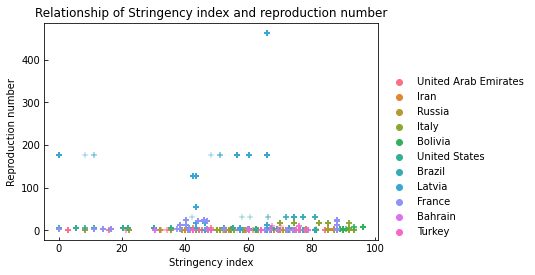 Relationship of Stringency index and reproduction number
Reproduction number
400
300
200
100
0
0
20
40
60
80
100
Stringency index
United Arab Emirates
Iran
Russia
Italy
Bolivia
United States
Brazil
Latvia
France
Bahrain
Turkey